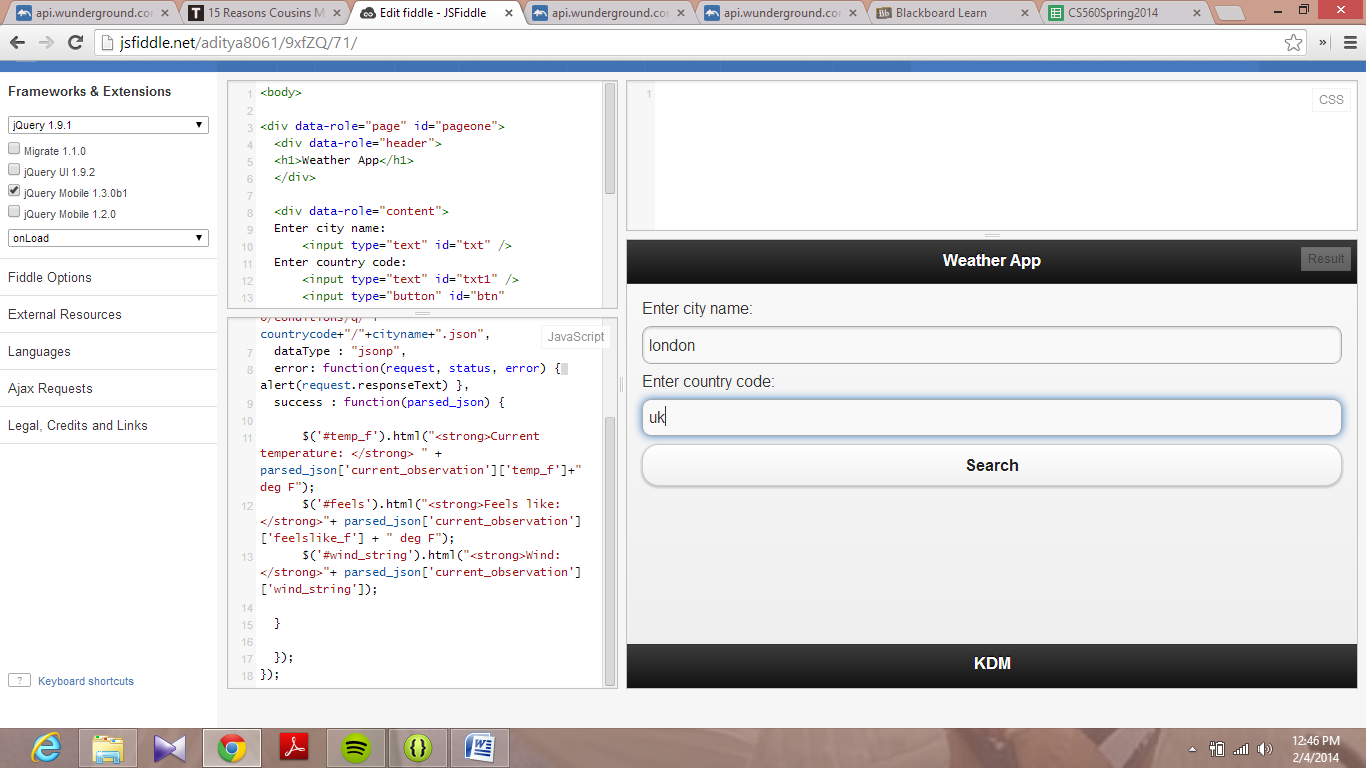 api.wunderground.co
15 Reasons Cousins M
Edit fiddle - JSFiddle
api.wunderground.co
api.wunderground.co
Blackboard Learn
CS560Spring2014
jsfiddle.net/aditya8061/9xfZQ/71/
Frameworks & Extensions
jQuery 1.9.1
Migrate 1.1.0
jQuery UI 1.9.2
jQuery Mobile 1.3.0b1
jQuery Mobile 1.2.0
onLoad
Fiddle Options
External Resources
Languages
Ajax Requests
Legal, Credits and Links
? Keyboard shortcuts
1 <body>
2
3 <div data-role="page" id="pageone">
4 <div data-role="header">
5 <h1>Weather App</h1>
6 </div>
7
8 <div data-role="content">
9 Enter city name:
10 <input type="text" id="txt" />
11 Enter country code:
12 <input type="text" id="txt1" />
13 <input type="button" id="btn"
JavaScript
countrycode+"/"+cityname+".json",
7 dataType : "jsonp",
8 error: function(request, status, error) {
alert(request.responseText) },
9 success : function(parsed_json) {
10
11 $('#temp_f').html("<strong>Current
temperature: </strong> " +
parsed_json['current_observation']['temp_f']+"
deg F");
12 $('#feels').html("<strong>Feels like:
</strong>"+ parsed_json['current_observation']
['feelslike_f'] + " deg F");
13 $('#wind_string').html("<strong>Wind:
</strong>"+ parsed_json['current_observation']
['wind_string']);
14
15 }
16
17 });
18 });
1
CSS
Weather App
Result
Enter city name:
london
Enter country code:
uk
Search
KDM
12:46 PM
2/4/2014